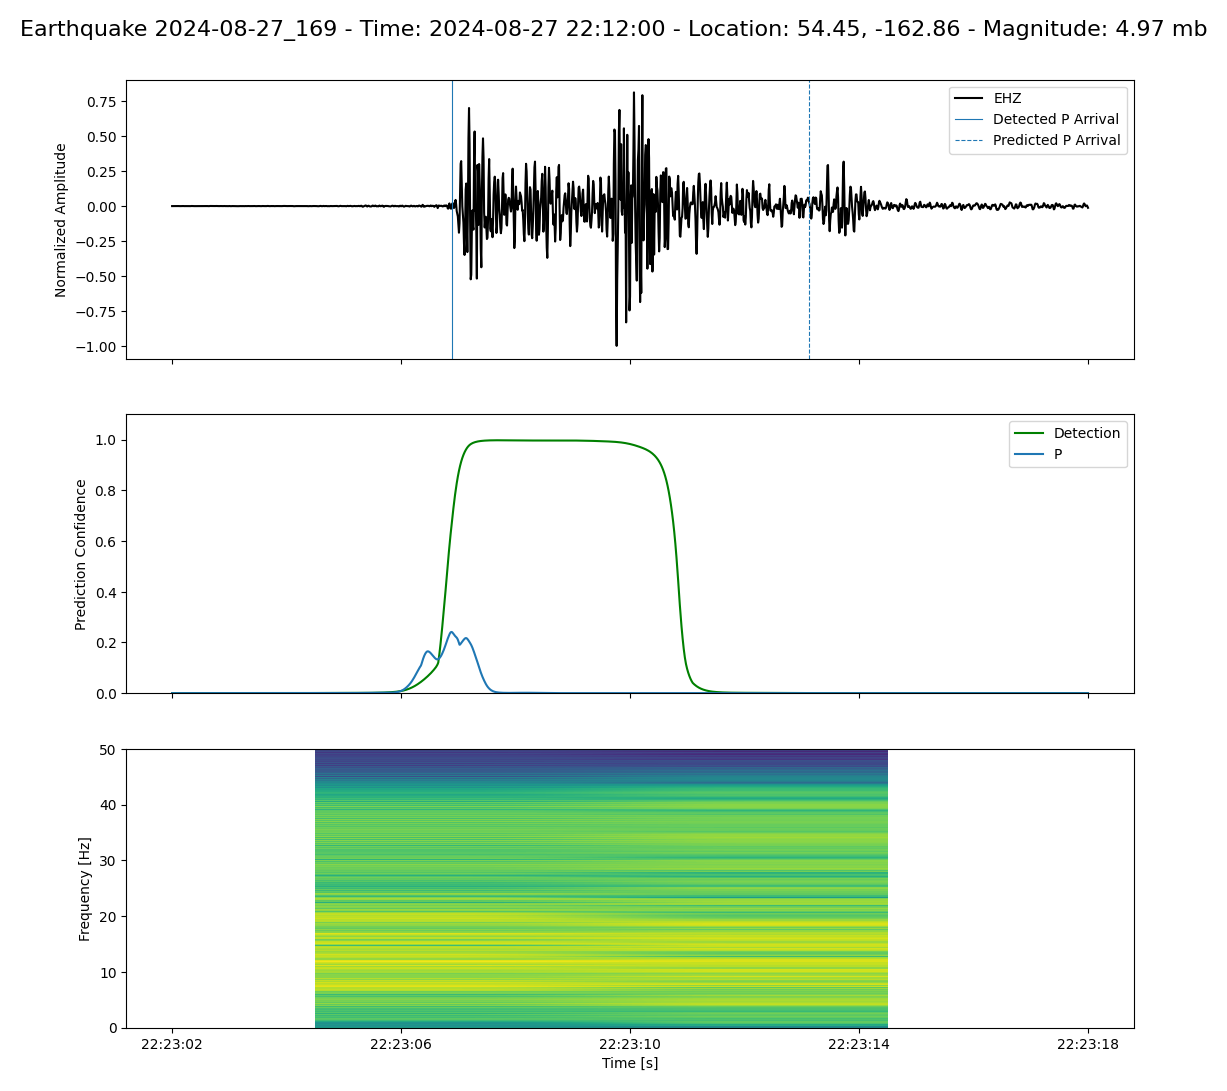 Earthquake 2024-08-27_169 - Time: 2024-08-27 22:12:00 - Location: 54.45, -162.86 - Magnitude: 4.97 mb
Normalized Amplitude
0.75
0.50
0.25
0.00
−0.25
−0.50
−0.75
−1.00
EHZ
Detected P Arrival
Predicted P Arrival
Prediction Confidence
1.0
0.8
0.6
0.4
0.2
0.0
Detection
P
Frequency [Hz]
50
40
30
20
10
0
22:23:02 22:23:06 22:23:10 22:23:14 22:23:18
Time [s]